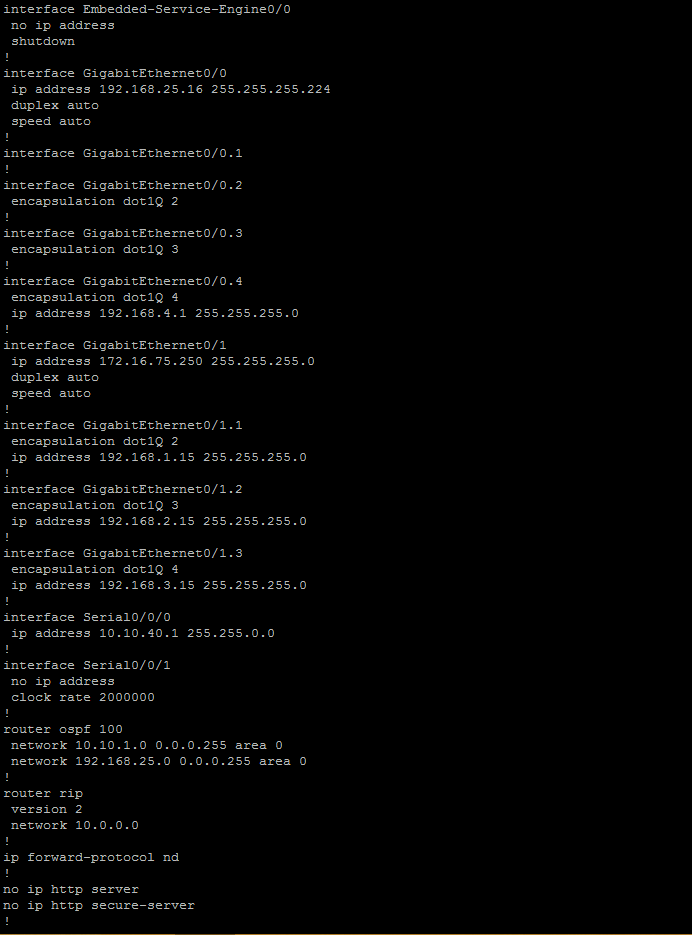 interface Embedded-Service-Engine0/0
 no ip address
 shutdown
!
interface GigabitEthernet0/0
 ip address 192.168.25.16 255.255.255.224
 duplex auto
 speed auto
!
interface GigabitEthernet0/0.1
!
interface GigabitEthernet0/0.2
 encapsulation dot1Q 2
!
interface GigabitEthernet0/0.3
 encapsulation dot1Q 3
!
interface GigabitEthernet0/0.4
 encapsulation dot1Q 4
 ip address 192.168.4.1 255.255.255.0
!
interface GigabitEthernet0/1
 ip address 172.16.75.250 255.255.255.0
 duplex auto
 speed auto
!
interface GigabitEthernet0/1.1
 encapsulation dot1Q 2
 ip address 192.168.1.15 255.255.255.0
!
interface GigabitEthernet0/1.2
 encapsulation dot1Q 3
 ip address 192.168.2.15 255.255.255.0
!
interface GigabitEthernet0/1.3
 encapsulation dot1Q 4
 ip address 192.168.3.15 255.255.255.0
!
interface Serial0/0/0
 ip address 10.10.40.1 255.255.0.0
!
interface Serial0/0/1
 no ip address
 clock rate 2000000
!
router ospf 100
 network 10.10.1.0 0.0.0.255 area 0
 network 192.168.25.0 0.0.0.255 area 0
!
router rip
 version 2
 network 10.0.0.0
!
ip forward-protocol nd
!
no ip http server
no ip http secure-server
!